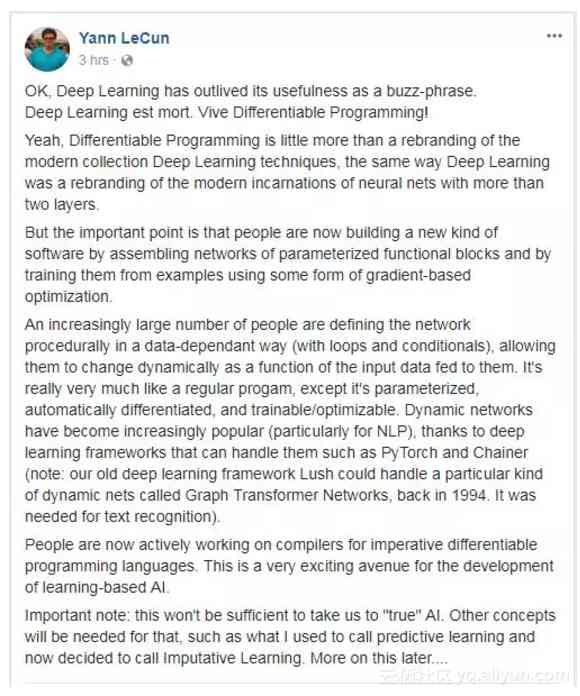 Yann LeCun
3 hrs ·
OK, Deep Learning has outlived its usefulness as a buzz-phrase.
Deep Learning est mort. Vive Differentiable Programming!
Yeah, Differentiable Programming is little more than a rebranding of the
modern collection Deep Learning techniques, the same way Deep Learning
was a rebranding of the modern incarnations of neural nets with more than
two layers.
But the important point is that people are now building a new kind of
software by assembling networks of parameterized functional blocks and by
training them from examples using some form of gradient-based
optimization.
An increasingly large number of people are defining the network
procedurally in a data-dependant way (with loops and conditionals), allowing
them to change dynamically as a function of the input data fed to them. It's
really very much like a regular progam, except it's parameterized,
automatically differentiated, and trainable/optimizable. Dynamic networks
have become increasingly popular (particularly for NLP), thanks to deep
learning frameworks that can handle them such as PyTorch and Chainer
(note: our old deep learning framework Lush could handle a particular kind
of dynamic nets called Graph Transformer Networks, back in 1994. It was
needed for text recognition).
People are now actively working on compilers for imperative differentiable
programming languages. This is a very exciting avenue for the development
of learning-based AI.
Important note: this won't be sufficient to take us to "true" AI. Other concepts
will be needed for that, such as what I used to call predictive learning and
now decided to call Imputative Learning. More on this later....
云栖社区 yq.aliyun.com